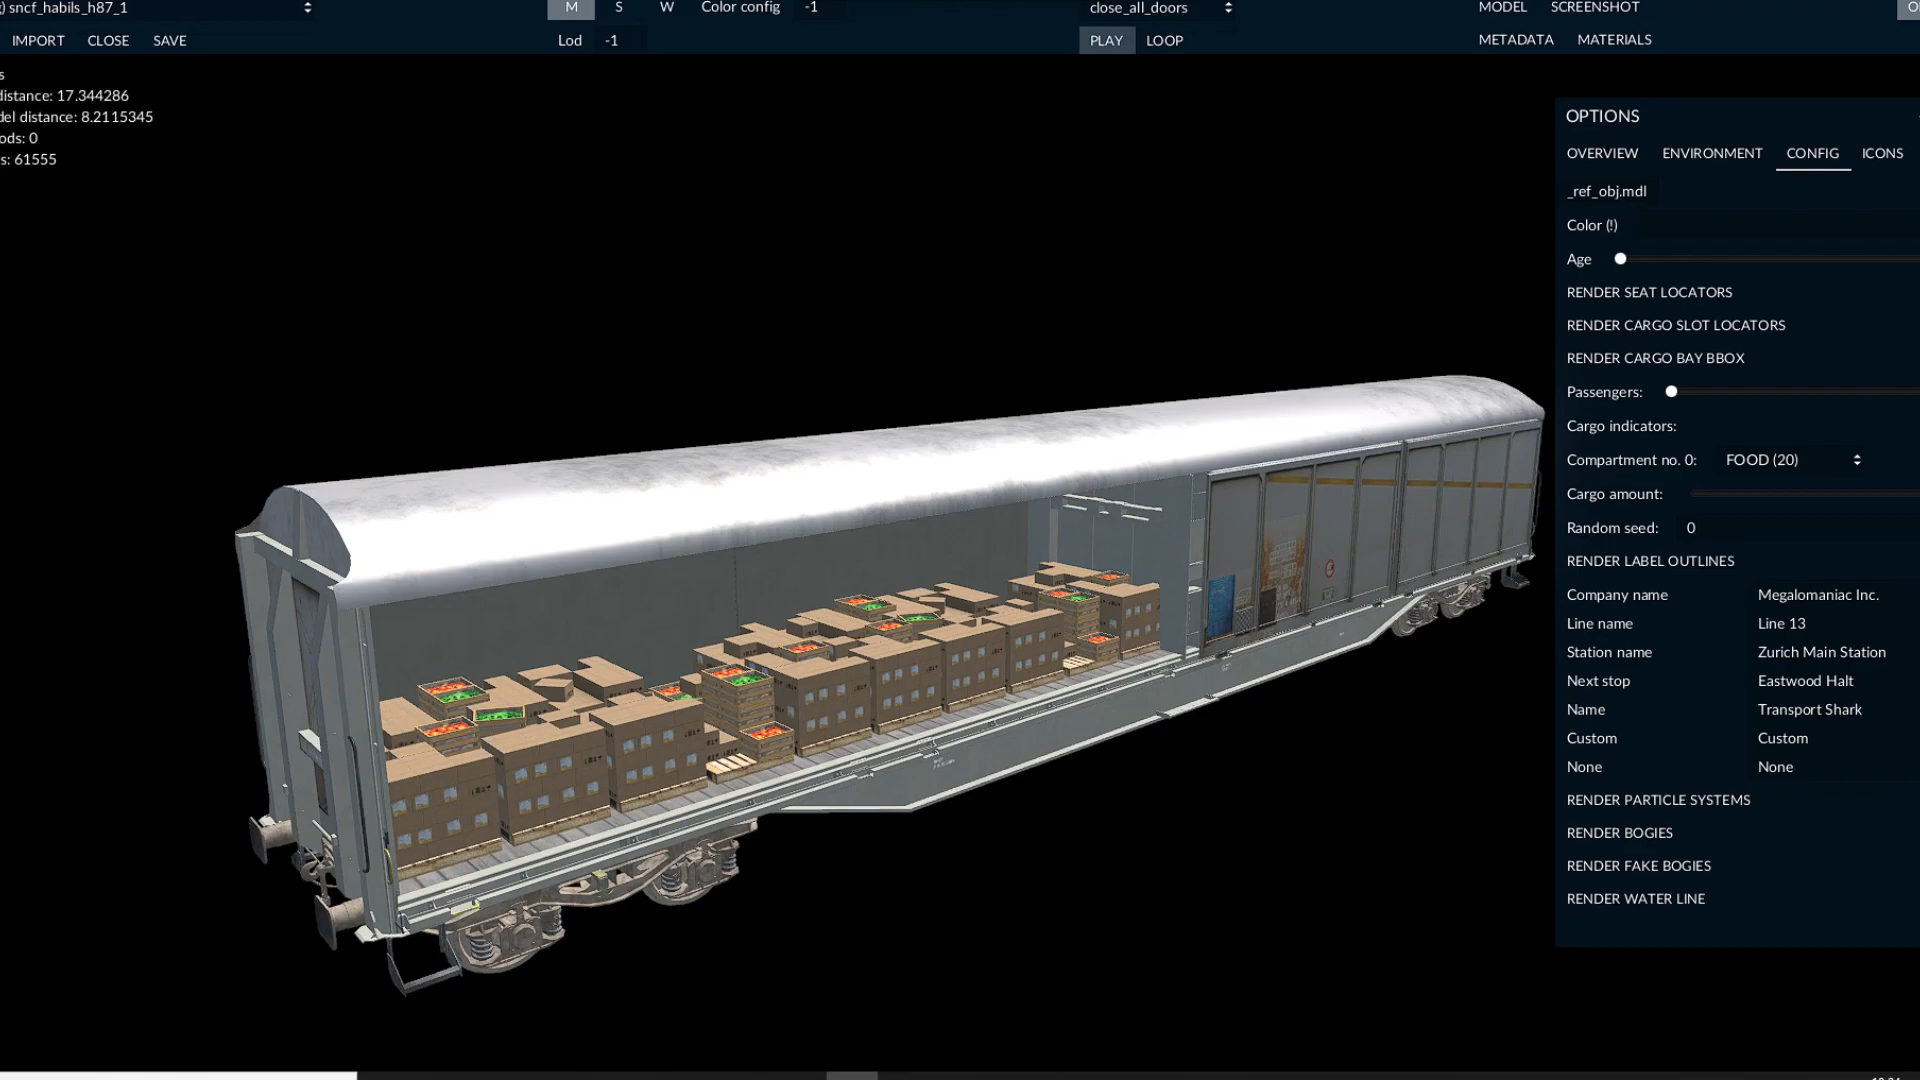 ) sncf_habils_h87_1
M S W Color config -1
close_all_doors
MODEL SCREENSHOT
IMPORT CLOSE SAVE
Lod -1
PLAY LOOP
METADATA MATERIALS
s
distance: 17.344286
del distance: 8.2115345
ods: 0
s: 61555
OPTIONS
OVERVIEW ENVIRONMENT CONFIG ICONS
_ref_obj.mdl
Color (!)
Age
RENDER SEAT LOCATORS
RENDER CARGO SLOT LOCATORS
RENDER CARGO BAY BBOX
Passengers:
Cargo indicators:
Compartment no. 0: FOOD (20)
Cargo amount:
Random seed: 0
RENDER LABEL OUTLINES
Company name Megalomaniac Inc.
Line name Line 13
Station name Zurich Main Station
Next stop Eastwood Halt
Name Transport Shark
Custom Custom
None None
RENDER PARTICLE SYSTEMS
RENDER BOGIES
RENDER FAKE BOGIES
RENDER WATER LINE